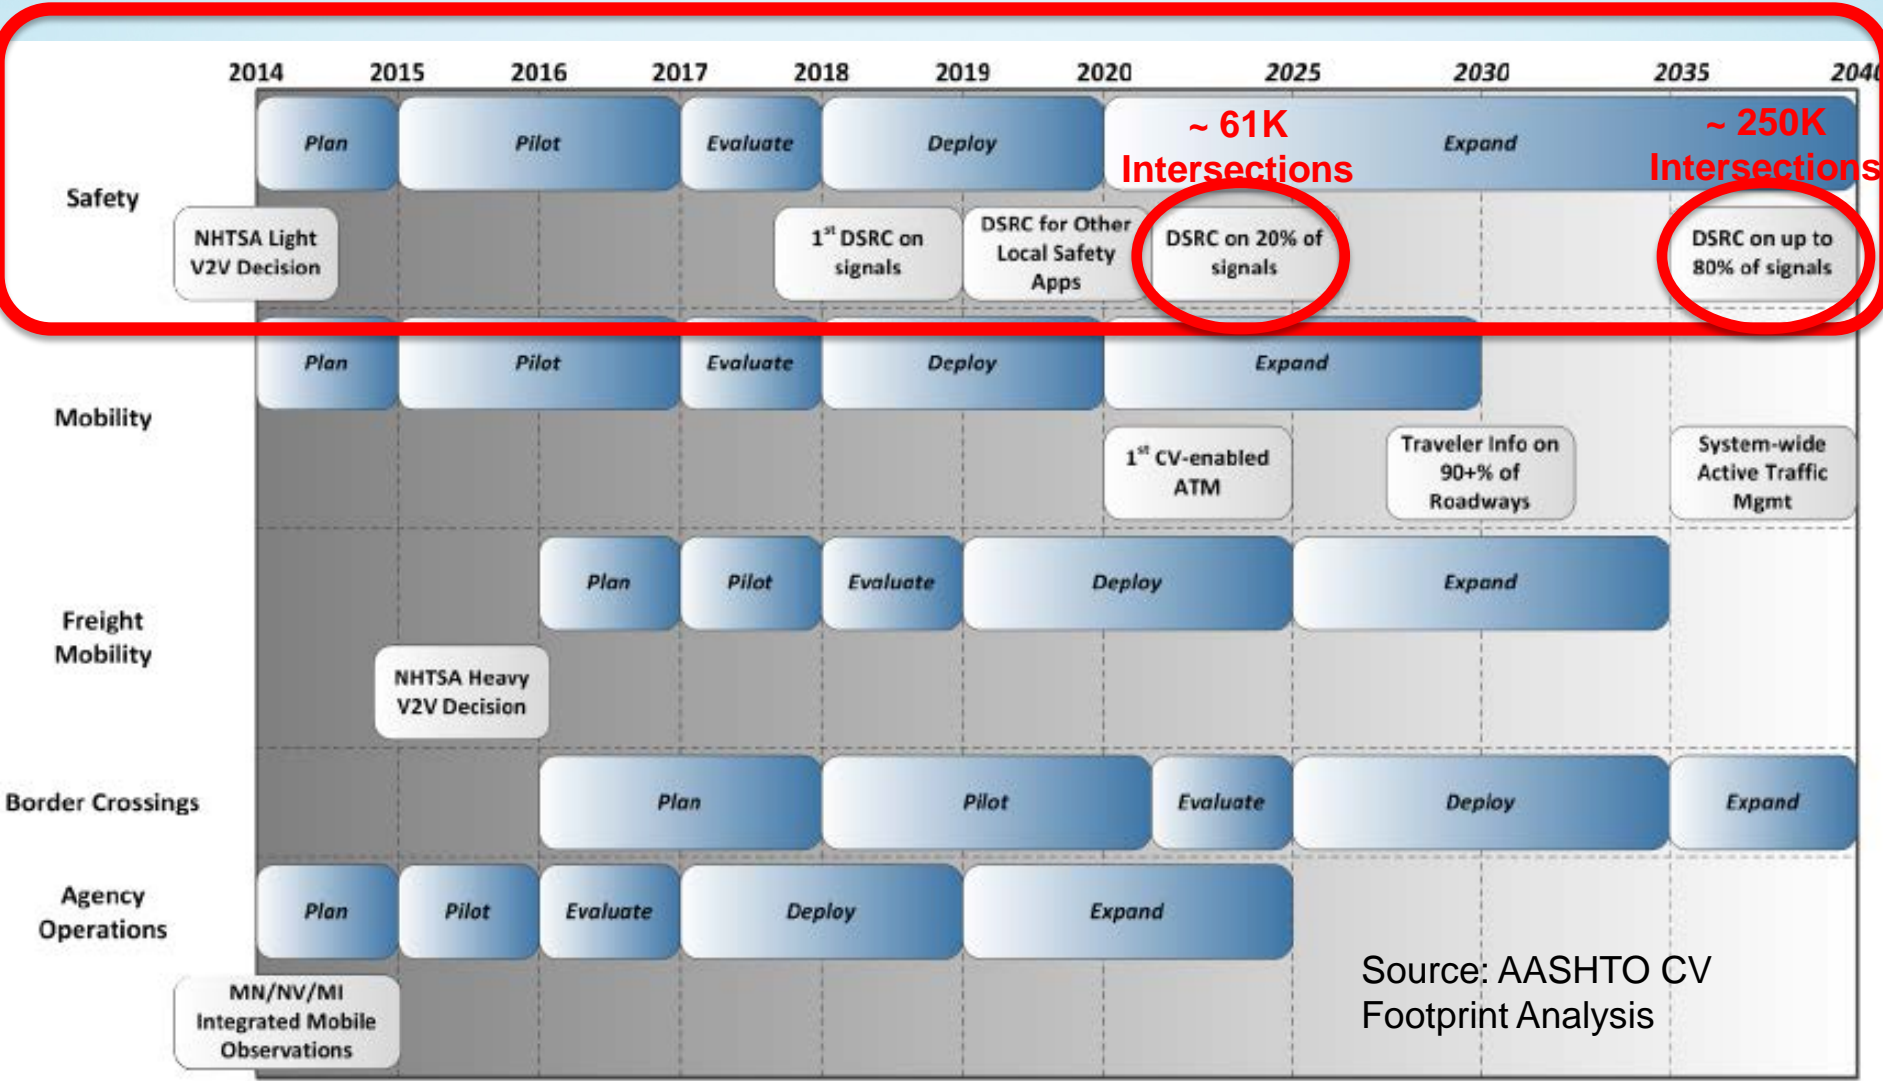 2014 2015 2016 2017 2018 2019 2020 2025 2030 2035 2040
Safety
Plan Pilot Evaluate Deploy Expand
~ 61K
Intersections
~ 250K
Intersections
NHTSA Light
V2V Decision
1st DSRC on
signals
DSRC for Other
Local Safety
Apps
DSRC on 20% of
signals
DSRC on up to
80% of signals
Mobility
Plan Pilot Evaluate Deploy Expand
1st CV-enabled
ATM
Traveler Info on
90+% of
Roadways
System-wide
Active Traffic
Mgmt
Freight
Mobility
Plan Pilot Evaluate Deploy Expand
NHTSA Heavy
V2V Decision
Border Crossings
Plan Pilot Evaluate Deploy Expand
Agency
Operations
Plan Pilot Evaluate Deploy Expand
MN/NV/MI
Integrated Mobile
Observations
Source: AASHTO CV
Footprint Analysis